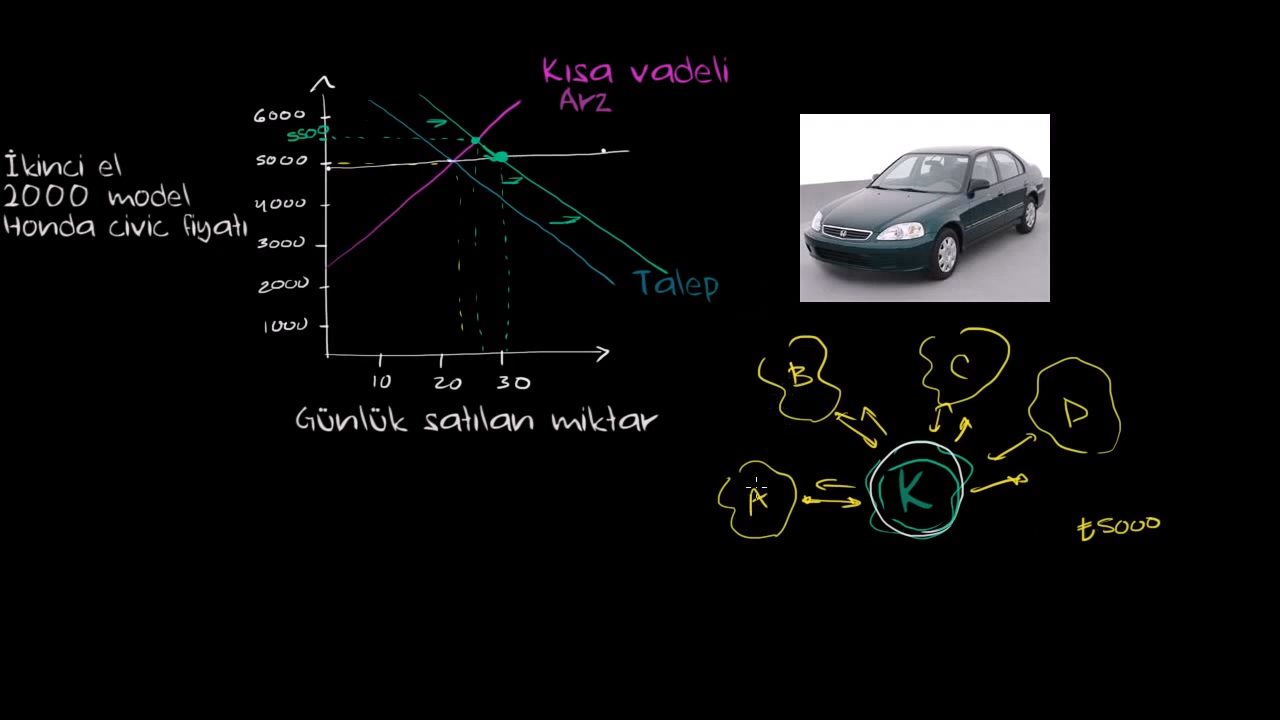 Kısa vadeli
Arz
6000
5500
5000
4000
3000
2000
1000
İkinci el
2000 model
Honda civic fiyatı
Talep
10 20 30
Günlük satılan miktar
B
C
D
A
K
₺5000